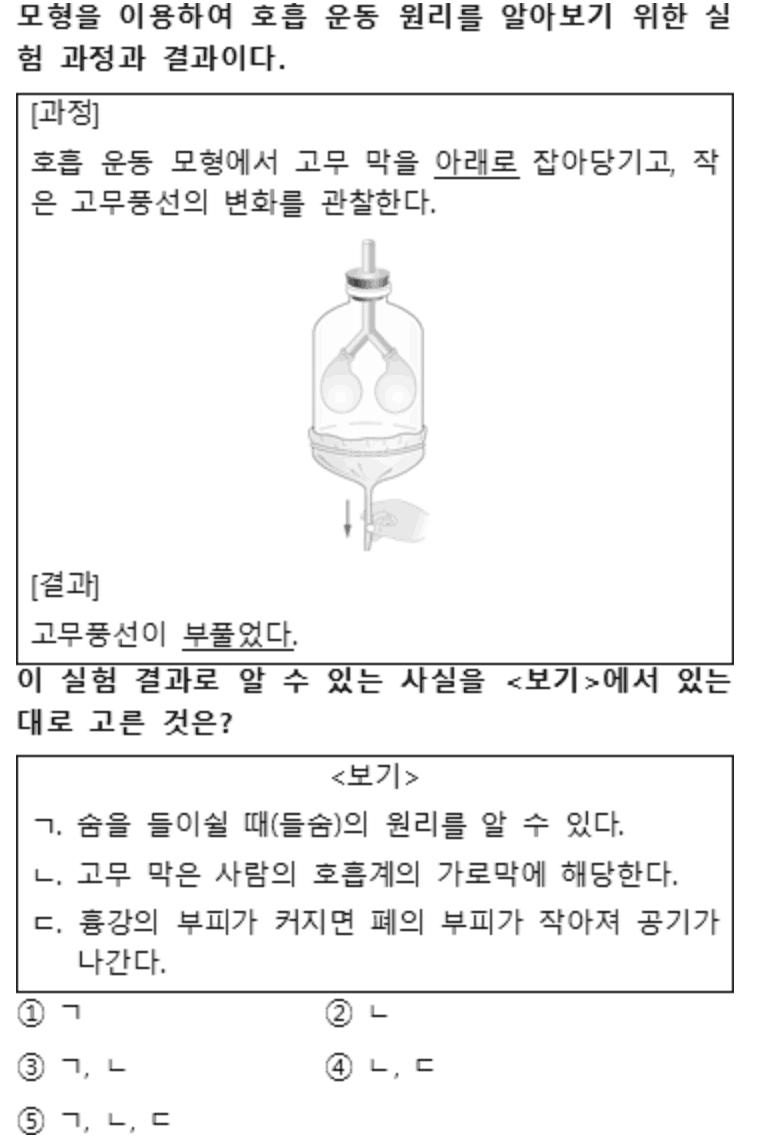 모형을 이용하여 호흡 운동 원리를 알아보기 위한 실
험 과정과 결과이다.
[과정]
호흡 운동 모형에서 고무 막을 아래로 잡아당기고, 작
은 고무풍선의 변화를 관찰한다.
[결과]
고무풍선이 부풀었다.
이 실험 결과로 알 수 있는 사실을 <보기>에서 있는
대로 고른 것은?
<보기>
ㄱ. 숨을 들이쉴 때(들숨)의 원리를 알 수 있다.
ㄴ. 고무 막은 사람의 호흡계의 가로막에 해당한다.
ㄷ. 흉강의 부피가 커지면 폐의 부피가 작아져 공기가
나간다.
① ㄱ ② ㄴ
③ ㄱ, ㄴ ④ ㄴ, ㄷ
⑤ ㄱ, ㄴ, ㄷ